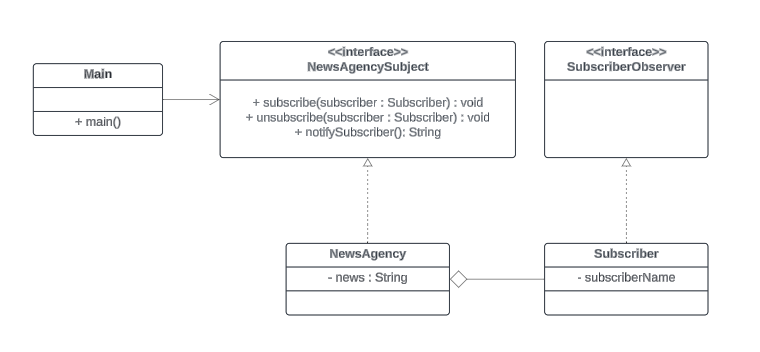 Main
+ main()
<<interface>>
NewsAgencySubject
+ subscribe(subscriber : Subscriber) : void
+ unsubscribe(subscriber : Subscriber) : void
+ notifySubscriber(): String
<<interface>>
SubscriberObserver
NewsAgency
- news : String
Subscriber
- subscriberName